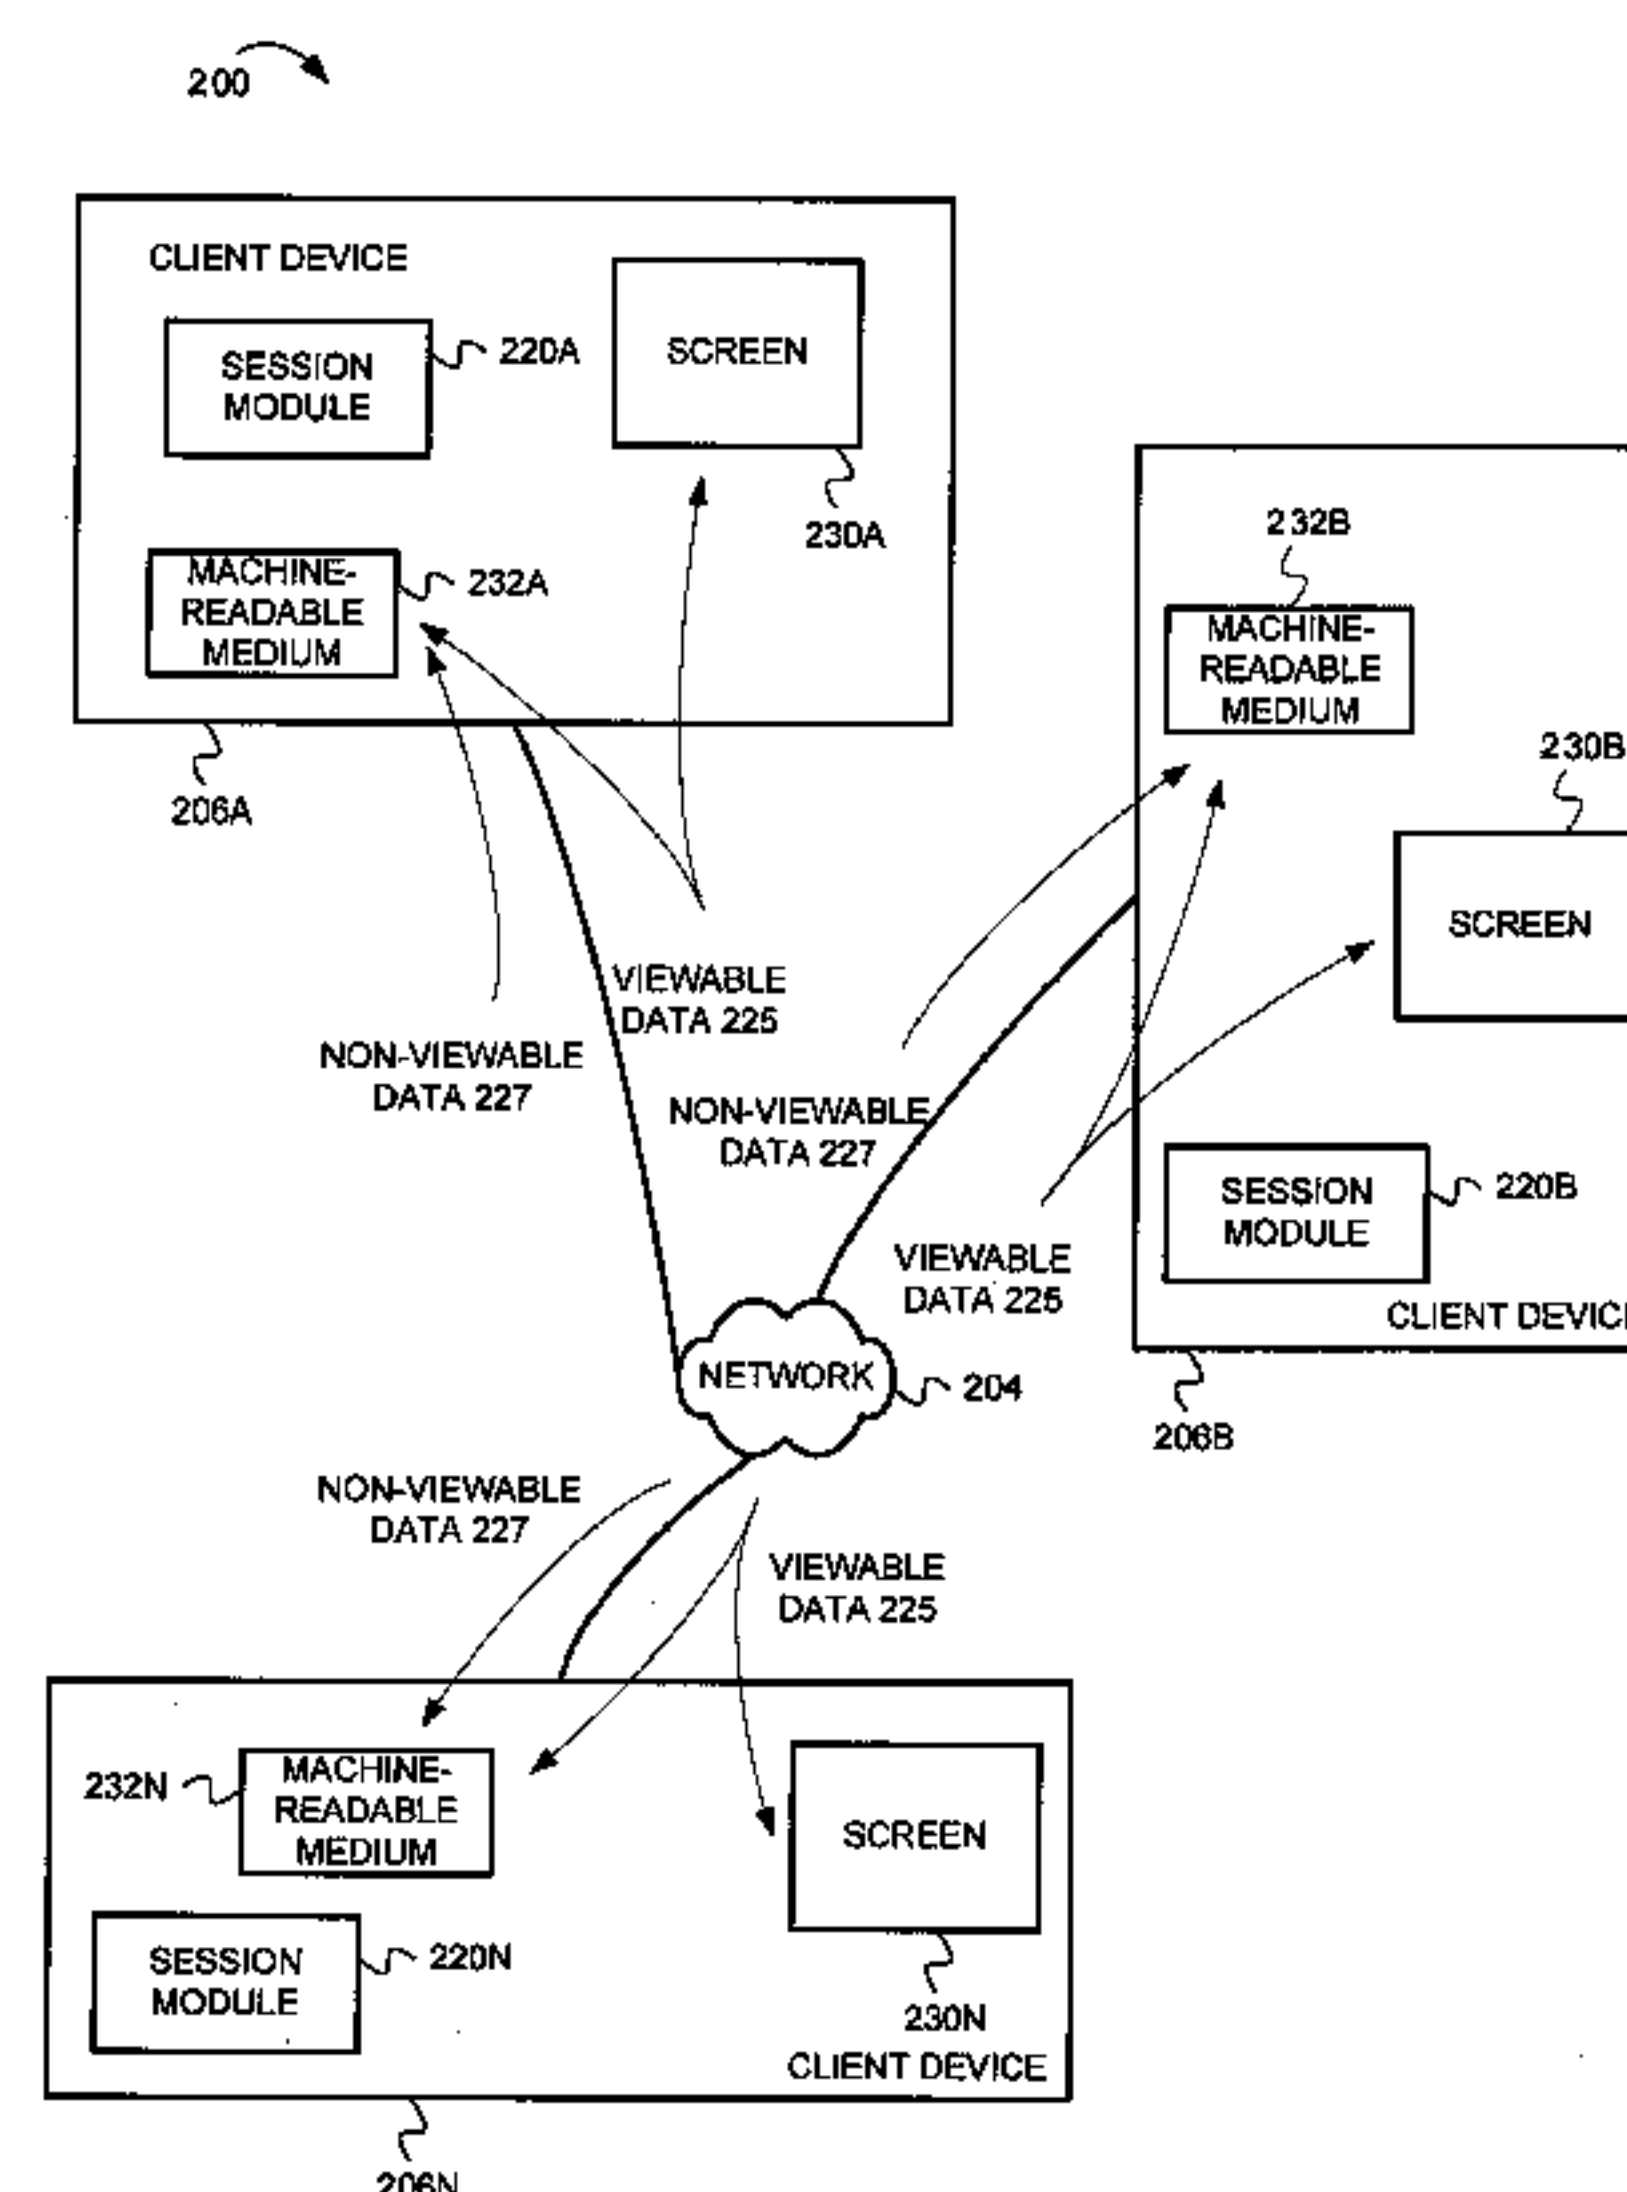 200
CLIENT DEVICE
SESSION
MODULE
220A
SCREEN
230A
MACHINE-
READABLE
MEDIUM
232A
206A
232B
MACHINE-
READABLE
MEDIUM
230B
SCREEN
VIEWABLE
DATA 225
NON-VIEWABLE
DATA 227
NON-VIEWABLE
DATA 227
SESSION
MODULE
220B
VIEWABLE
DATA 225
CLIENT DEVIC
NETWORK
204
206B
NON-VIEWABLE
DATA 227
VIEWABLE
DATA 225
232N
MACHINE-
READABLE
MEDIUM
SCREEN
SESSION
MODULE
220N
230N
CLIENT DEVICE
206N